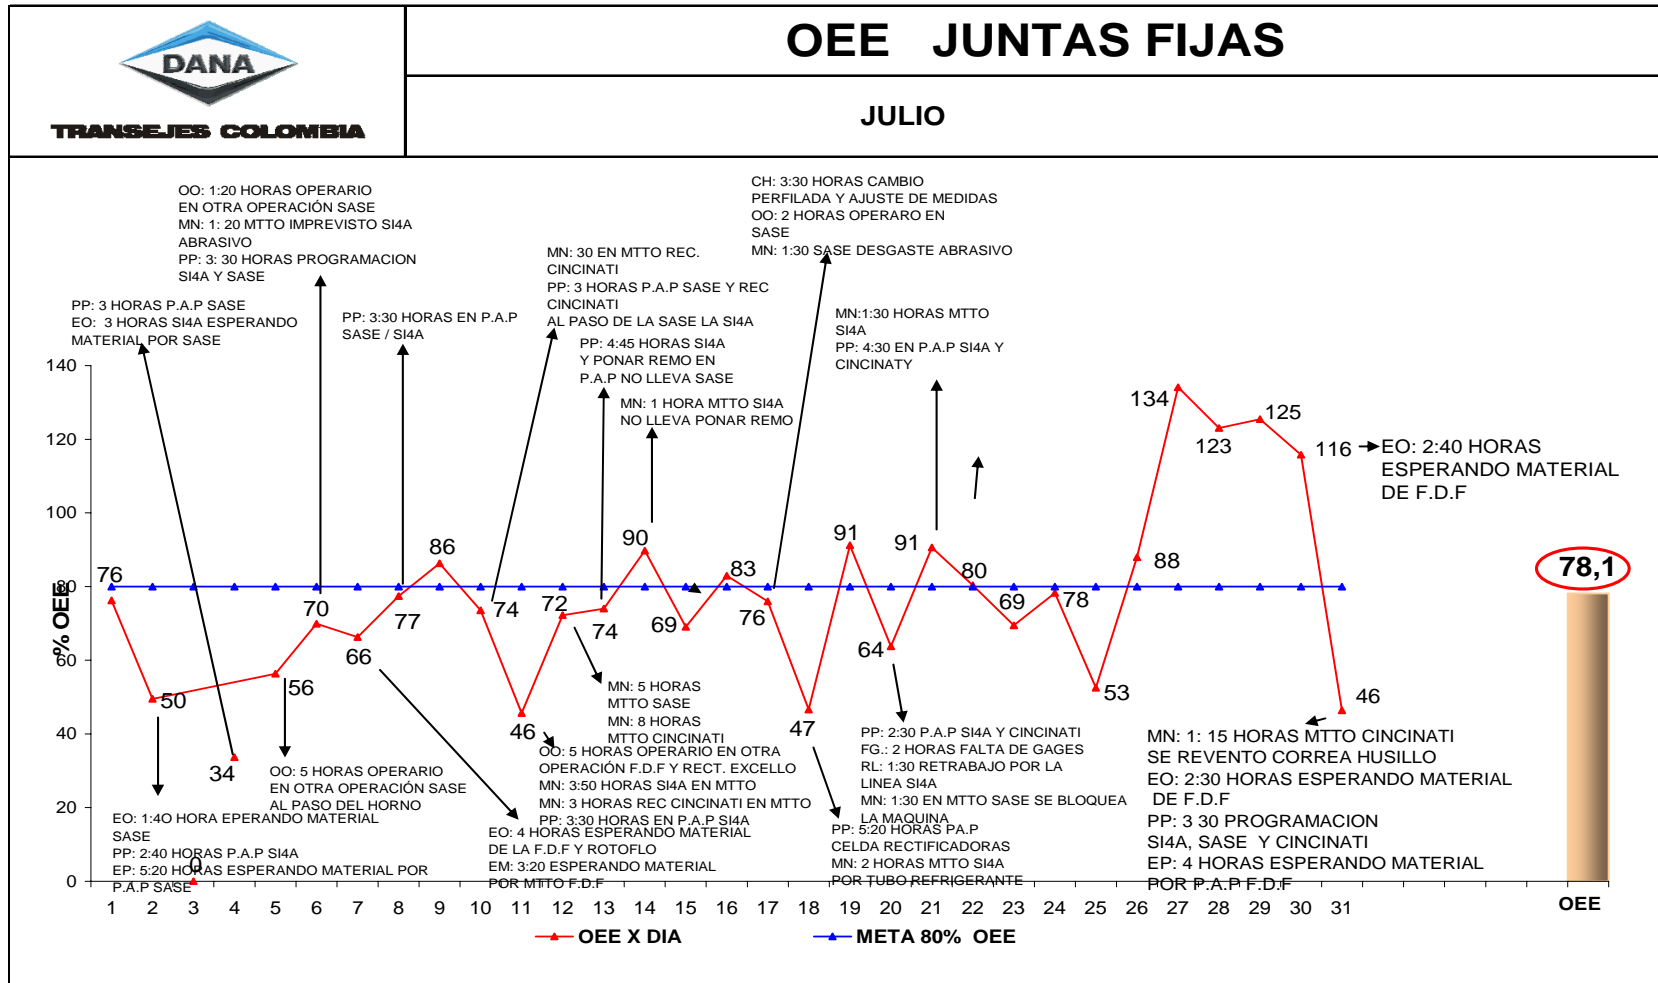 DANA
TRANSEJES COLOMBIA
OEE JUNTAS FIJAS
JULIO
OO: 1:20 HORAS OPERARIO
EN OTRA OPERACIÓN SASE
MN: 1: 20 MTTO IMPREVISTO SI4A
ABRASIVO
PP: 3: 30 HORAS PROGRAMACION
SI4A Y SASE
CH: 3:30 HORAS CAMBIO
PERFILADA Y AJUSTE DE MEDIDAS
OO: 2 HORAS OPERARO EN
SASE
MN: 1:30 SASE DESGASTE ABRASIVO
MN: 30 EN MTTO REC.
CINCINATI
PP: 3 HORAS P.A.P SASE Y REC
CINCINATI
AL PASO DE LA SASE LA SI4A
PP: 3 HORAS P.A.P SASE
EO: 3 HORAS SI4A ESPERANDO
MATERIAL POR SASE
PP: 3:30 HORAS EN P.A.P
SASE / SI4A
PP: 4:45 HORAS SI4A
Y PONAR REMO EN
P.A.P NO LLEVA SASE
MN:1:30 HORAS MTTO
SI4A
PP: 4:30 EN P.A.P SI4A Y
CINCINATY
MN: 1 HORA MTTO SI4A
NO LLEVA PONAR REMO
EO: 2:40 HORAS
ESPERANDO MATERIAL
DE F.D.F
% OEE
140
120
100
80
60
40
20
0
76
50
0
34
56
70
66
77
86
74
46
72
74
90
69
83
76
47
91
64
91
80
69
78
53
88
134
123
125
116
46
78,1
EO: 1:4O HORA EPERANDO MATERIAL
SASE
PP: 2:40 HORAS P.A.P SI4A
EP: 5:20 HORAS ESPERANDO MATERIAL POR
P.A.P SASE
OO: 5 HORAS OPERARIO
EN OTRA OPERACIÓN SASE
AL PASO DEL HORNO
EO: 4 HORAS ESPERANDO MATERIAL
DE LA F.D.F Y ROTOFLO
EM: 3:20 ESPERANDO MATERIAL
POR MTTO F.D.F
OO: 5 HORAS OPERARIO EN OTRA
OPERACIÓN F.D.F Y RECT. EXCELLO
MN: 3:50 HORAS SI4A EN MTTO
MN: 3 HORAS REC CINCINATI EN MTTO
PP: 3:30 HORAS EN P.A.P SI4A
MN: 5 HORAS
MTTO SASE
MN: 8 HORAS
MTTO CINCINATI
PP: 5:20 HORAS PA.P
CELDA RECTIFICADORAS
MN: 2 HORAS MTTO SI4A
POR TUBO REFRIGERANTE
PP: 2:30 P.A.P SI4A Y CINCINATI
FG.: 2 HORAS FALTA DE GAGES
RL: 1:30 RETRABAJO POR LA
LINEA SI4A
MN: 1:30 EN MTTO SASE SE BLOQUEA
LA MAQUINA
MN: 1: 15 HORAS MTTO CINCINATI
SE REVENTO CORREA HUSILLO
EO: 2:30 HORAS ESPERANDO MATERIAL
DE F.D.F
PP: 3 30 PROGRAMACION
SI4A, SASE Y CINCINATI
EP: 4 HORAS ESPERANDO MATERIAL
POR P.A.P F.D.F
1 2 3 4 5 6 7 8 9 10 11 12 13 14 15 16 17 18 19 20 21 22 23 24 25 26 27 28 29 30 31
OEE
OEE X DIA
META 80% OEE